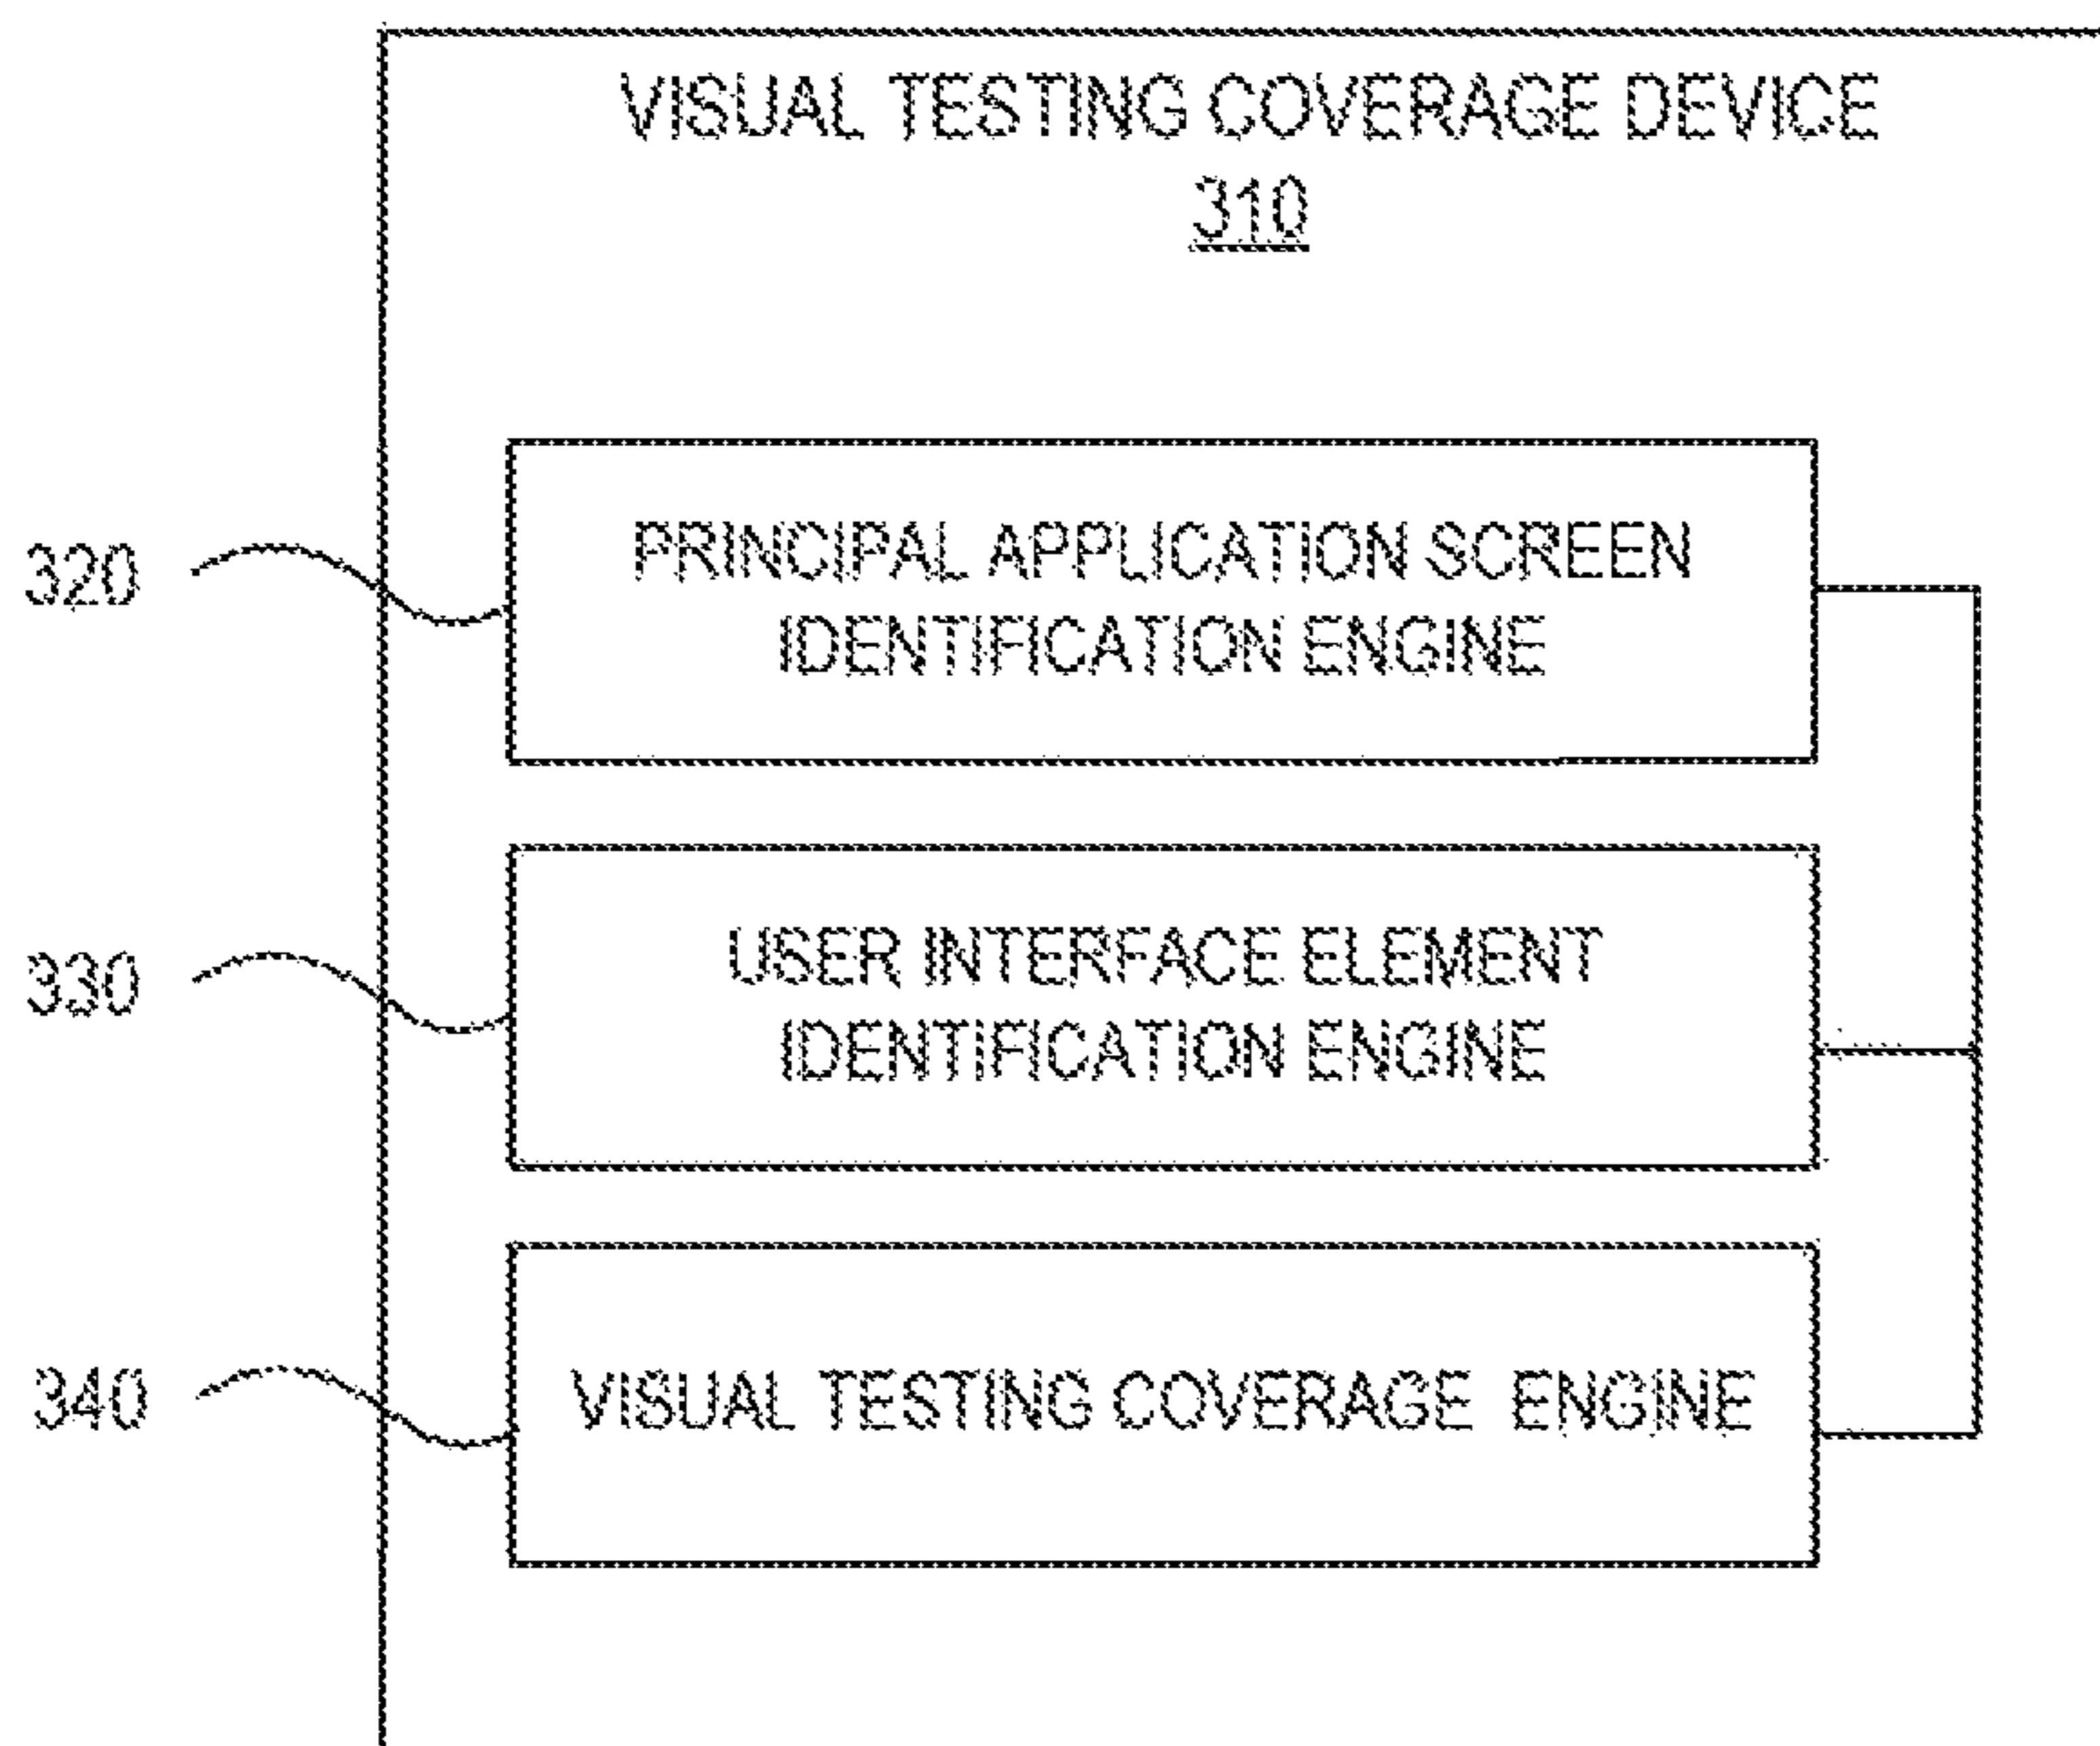 VISUAL TESTING COVERAGE DEVICE
310
320
PRINCIPAL APPLICATION SCREEN
IDENTIFICATION ENGINE
330
USER INTERFACE ELEMENT
IDENTIFICATION ENGINE
340
VISUAL TESTING COVERAGE ENGINE